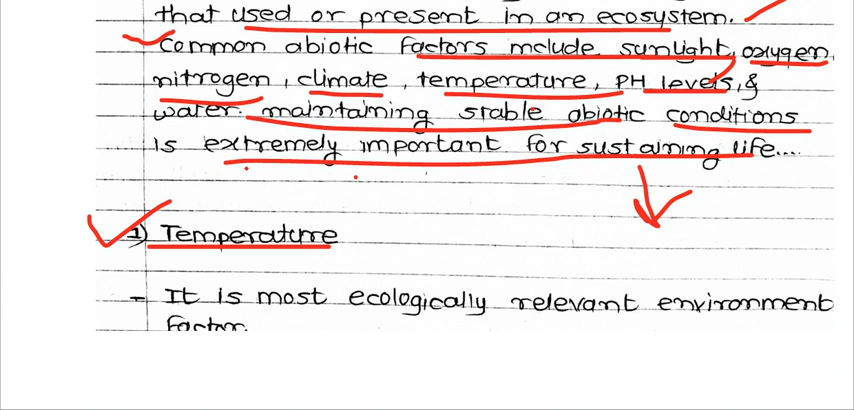 that used or present in an ecosystem.
Common abiotic factors include sunlight, oxygen,
nitrogen, climate, temperature, PH levels, &
water. maintaining stable abiotic conditions
is extremely important for sustaining life....
1) Temperature
- It is most ecologically relevant environment
factor.